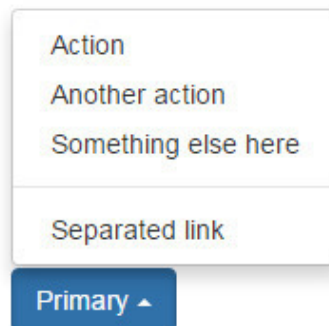 Action
Another action
Something else here
Separated link
Primary